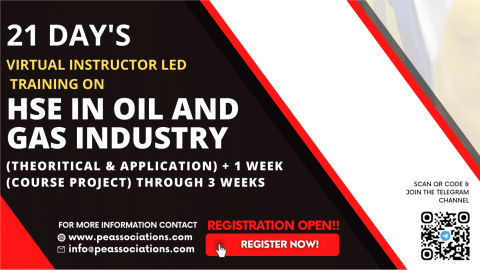 21 DAY'S
VIRTUAL INSTRUCTOR LED
TRAINING ON
HSE IN OIL AND
GAS INDUSTRY
(THEORITICAL & APPLICATION) + 1 WEEK
(COURSE PROJECT) THROUGH 3 WEEKS
SCAN QR CODE &
JOIN THE TELEGRAM
CHANNEL
FOR MORE INFORMATION CONTACT
www.peassociations.com
info@peassociations.com
REGISTRATION OPEN!!
REGISTER NOW!